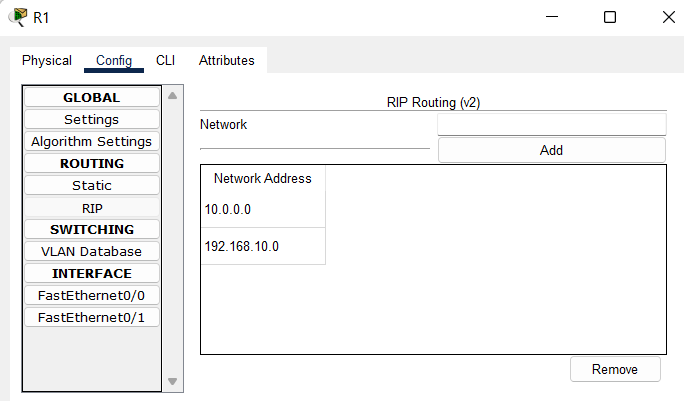 R1
Physical Config CLI Attributes
GLOBAL
Settings
Algorithm Settings
ROUTING
Static
RIP
SWITCHING
VLAN Database
INTERFACE
FastEthernet0/0
FastEthernet0/1
RIP Routing (v2)
Network
Add
Network Address
10.0.0.0
192.168.10.0
Remove